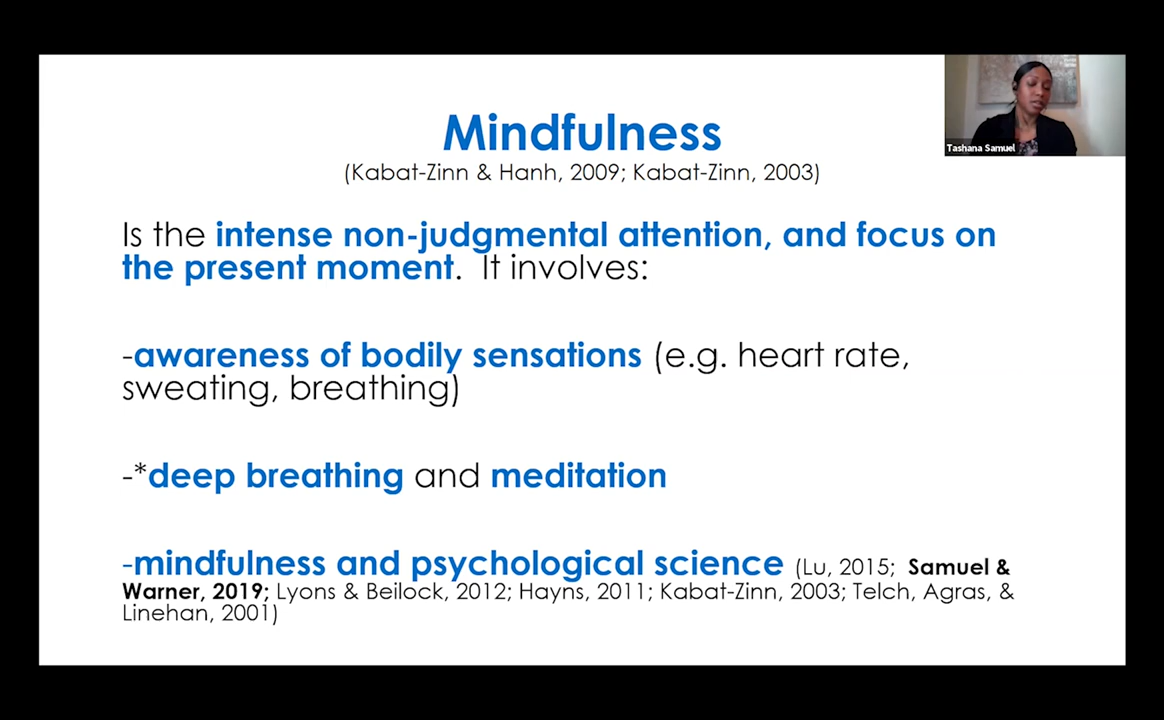 Mindfulness
(Kabat-Zinn & Hanh, 2009; Kabat-Zinn, 2003)
Tashana Samuel
Is the intense non-judgmental attention, and focus on
the present moment. It involves:
-awareness of bodily sensations (e.g. heart rate,
sweating, breathing)
-*deep breathing and meditation
-mindfulness and psychological science (Lu, 2015; Samuel &
Warner, 2019; Lyons & Beilock, 2012; Hayns, 2011; Kabat-Zinn, 2003; Telch, Agras, &
Linehan, 2001)